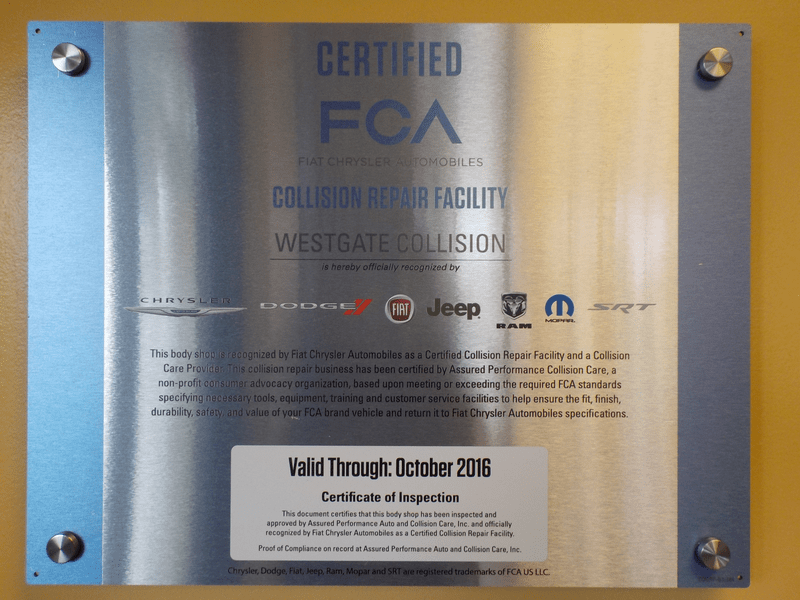 CERTIFIED
FCA
FIAT CHRYSLER AUTOMOBILES
COLLISION REPAIR FACILITY
WESTGATE COLLISION
is hereby officially recognized by
CHRYSLER DODGE FIAT Jeep RAM MOPAR SRT
This body shop is recognized by Fiat Chrysler Automobiles as a Certified Collision Repair Facility and a Collision
Care Provider. This collision repair business has been certified by Assured Performance Collision Care, a
non-profit consumer advocacy organization, based upon meeting or exceeding the required FCA standards
specifying necessary tools, equipment, training and customer service facilities to help ensure the fit, finish,
durability, safety, and value of your FCA brand vehicle and return it to Fiat Chrysler Automobiles specifications.
Valid Through: October 2016
Certificate of Inspection
This document certifies that this body shop has been inspected and
approved by Assured Performance Auto and Collision Care, Inc. and officially
recognized by Fiat Chrysler Automobiles as a Certified Collision Repair Facility.
Proof of Compliance on record at Assured Performance Auto and Collision Care, Inc.
Chrysler, Dodge, Fiat, Jeep, Ram, Mopar and SRT are registered trademarks of FCA US LLC.